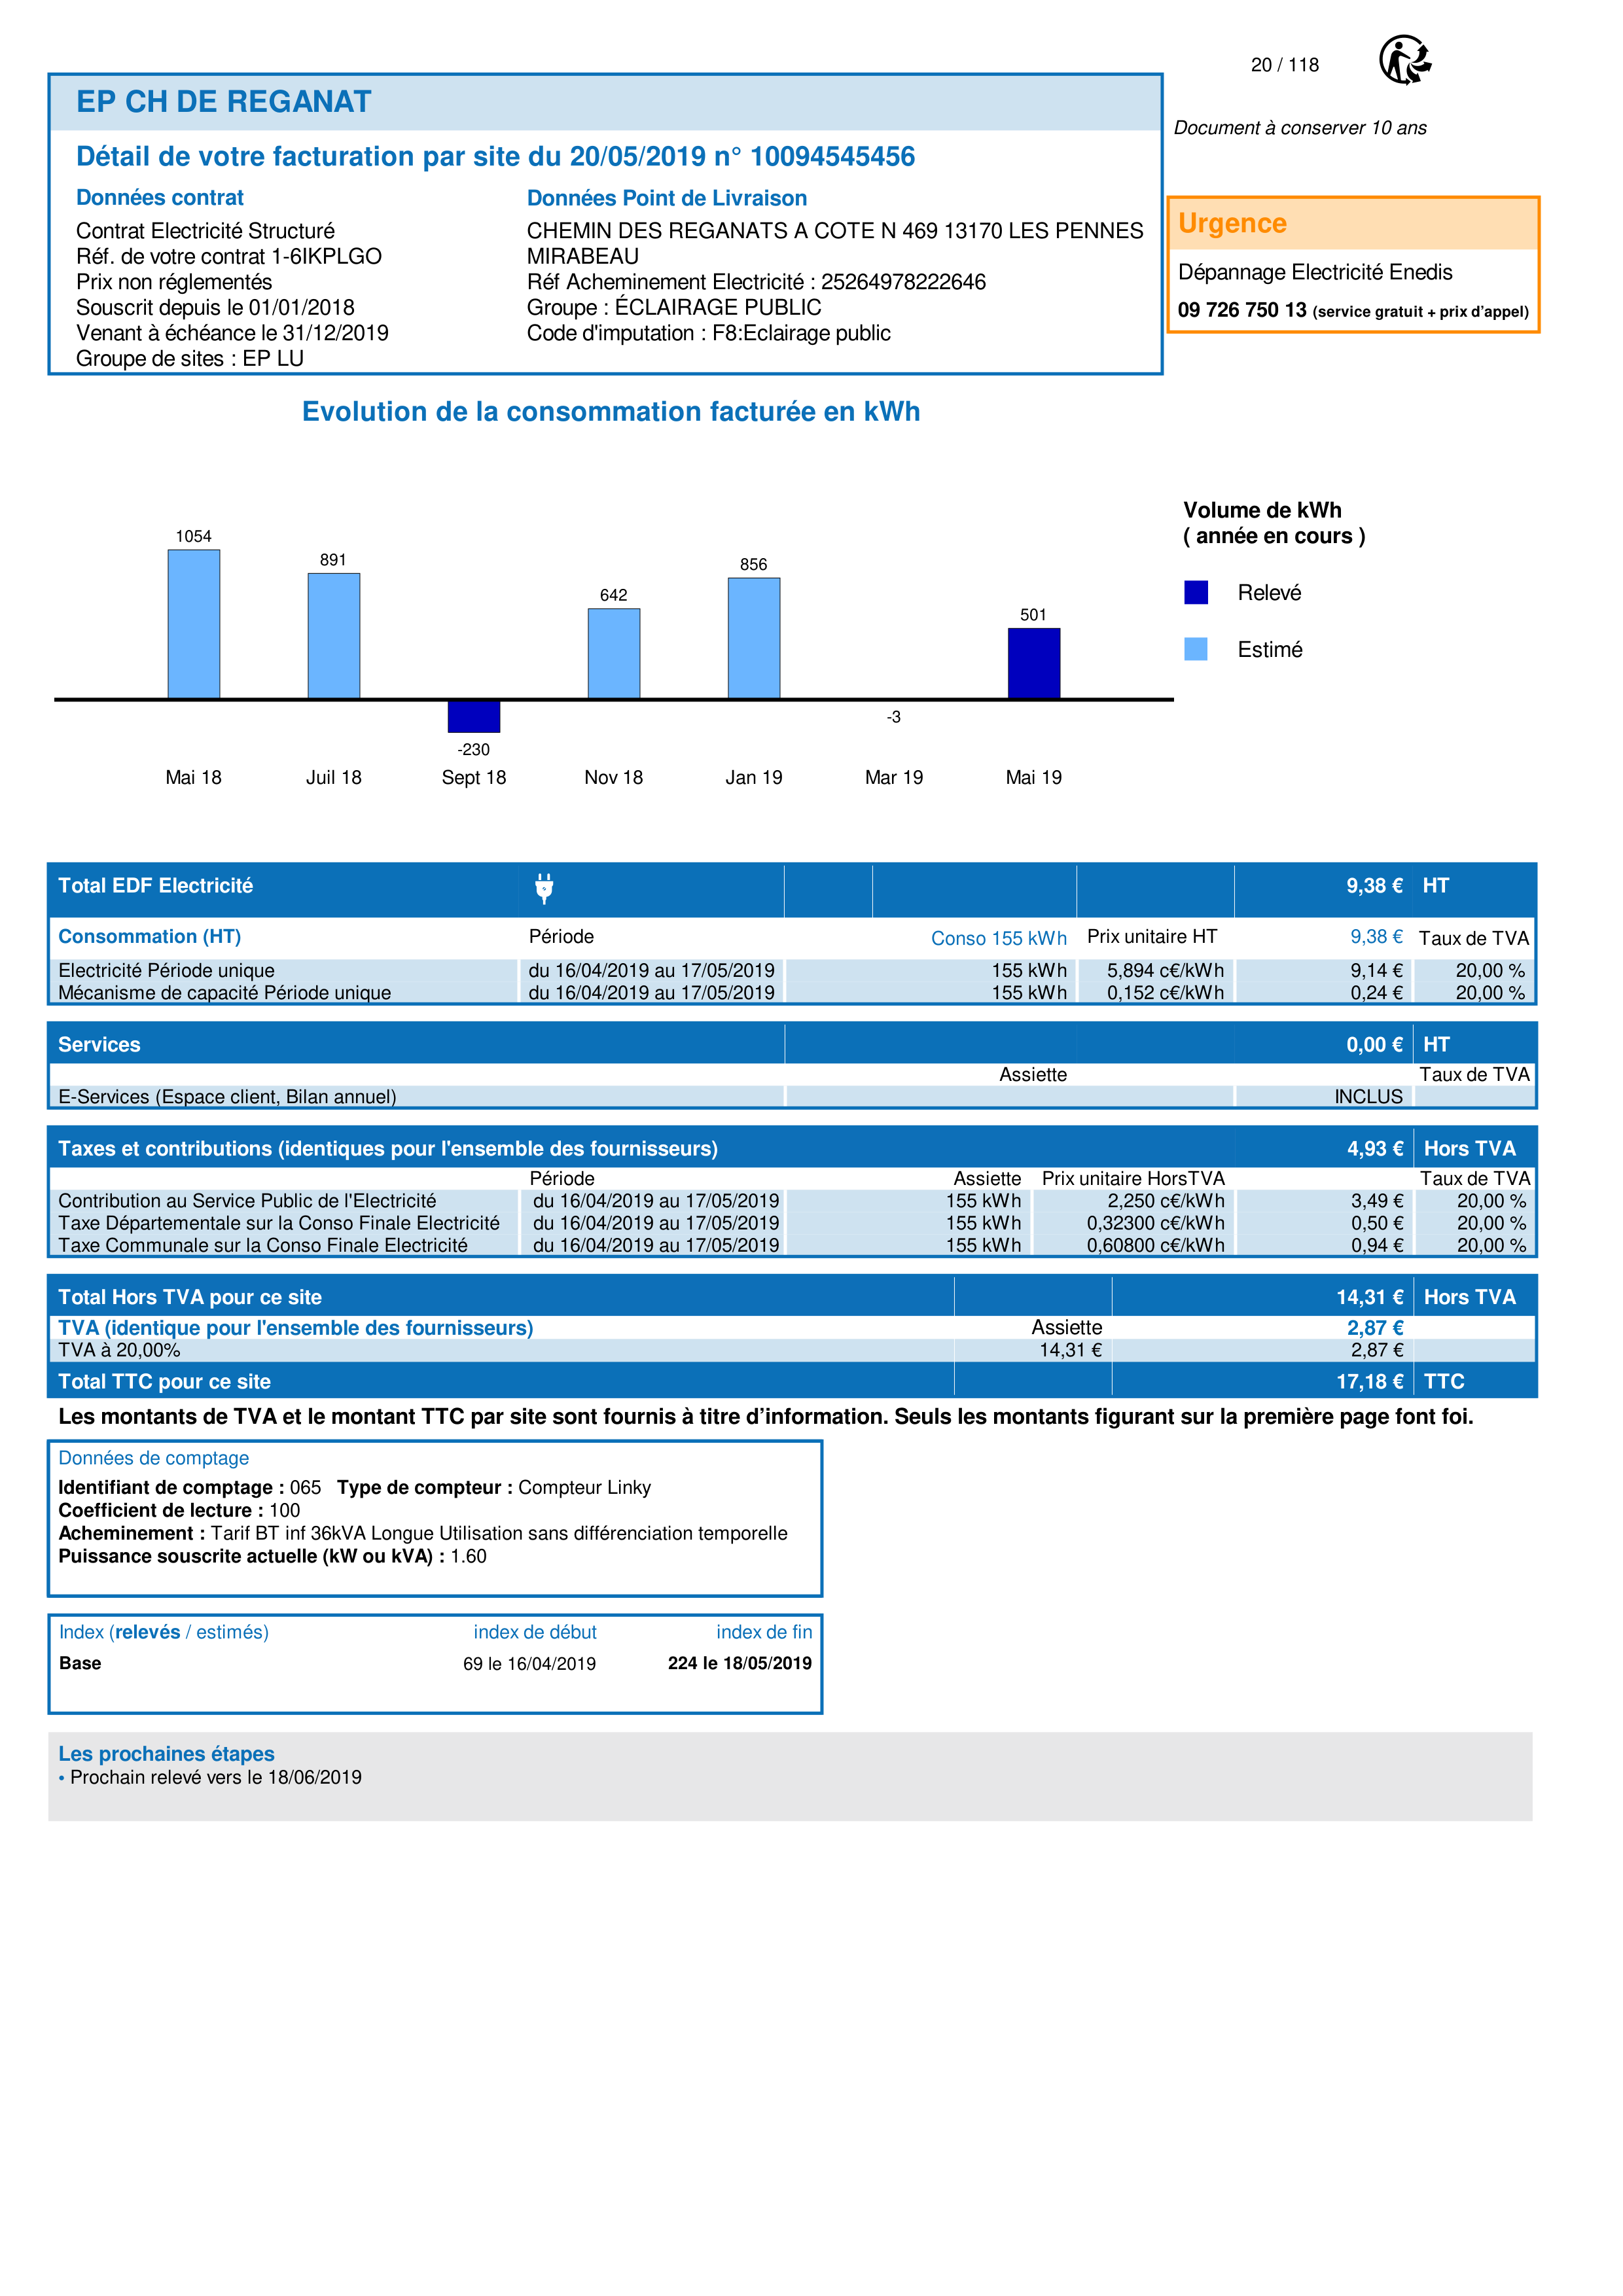 20 / 118
Document à conserver 10 ans
EP CH DE REGANAT
Détail de votre facturation par site du 20/05/2019 n° 10094545456
Données contrat
Contrat Electricité Structuré
Réf. de votre contrat 1-6IKPLGO
Prix non réglementés
Souscrit depuis le 01/01/2018
Venant à échéance le 31/12/2019
Groupe de sites : EP LU
Données Point de Livraison
CHEMIN DES REGANATS A COTE N 469 13170 LES PENNES
MIRABEAU
Réf Acheminement Electricité : 25264978222646
Groupe : ÉCLAIRAGE PUBLIC
Code d'imputation : F8:Eclairage public
Urgence
Dépannage Electricité Enedis
09 726 750 13 (service gratuit + prix d’appel)
Evolution de la consommation facturée en kWh
1054
891
-230
642
856
-3
501
Mai 18 Juil 18 Sept 18 Nov 18 Jan 19 Mar 19 Mai 19
Volume de kWh
( année en cours )
Relevé
Estimé
Total EDF Electricité 9,38 € HT
Consommation (HT) Période Conso 155 kWh Prix unitaire HT 9,38 € Taux de TVA
Electricité Période unique du 16/04/2019 au 17/05/2019 155 kWh 5,894 c€/kWh 9,14 € 20,00 %
Mécanisme de capacité Période unique du 16/04/2019 au 17/05/2019 155 kWh 0,152 c€/kWh 0,24 € 20,00 %
Services 0,00 € HT
Assiette Taux de TVA
E-Services (Espace client, Bilan annuel) INCLUS
Taxes et contributions (identiques pour l'ensemble des fournisseurs) 4,93 € Hors TVA
Période Assiette Prix unitaire HorsTVA Taux de TVA
Contribution au Service Public de l'Electricité du 16/04/2019 au 17/05/2019 155 kWh 2,250 c€/kWh 3,49 € 20,00 %
Taxe Départementale sur la Conso Finale Electricité du 16/04/2019 au 17/05/2019 155 kWh 0,32300 c€/kWh 0,50 € 20,00 %
Taxe Communale sur la Conso Finale Electricité du 16/04/2019 au 17/05/2019 155 kWh 0,60800 c€/kWh 0,94 € 20,00 %
Total Hors TVA pour ce site 14,31 € Hors TVA
TVA (identique pour l'ensemble des fournisseurs) Assiette 2,87 €
TVA à 20,00% 14,31 € 2,87 €
Total TTC pour ce site 17,18 € TTC
Les montants de TVA et le montant TTC par site sont fournis à titre d’information. Seuls les montants figurant sur la première page font foi.
Données de comptage
Identifiant de comptage : 065 Type de compteur : Compteur Linky
Coefficient de lecture : 100
Acheminement : Tarif BT inf 36kVA Longue Utilisation sans différenciation temporelle
Puissance souscrite actuelle (kW ou kVA) : 1.60
Index (relevés / estimés) index de début index de fin
Base 69 le 16/04/2019 224 le 18/05/2019
Les prochaines étapes
• Prochain relevé vers le 18/06/2019